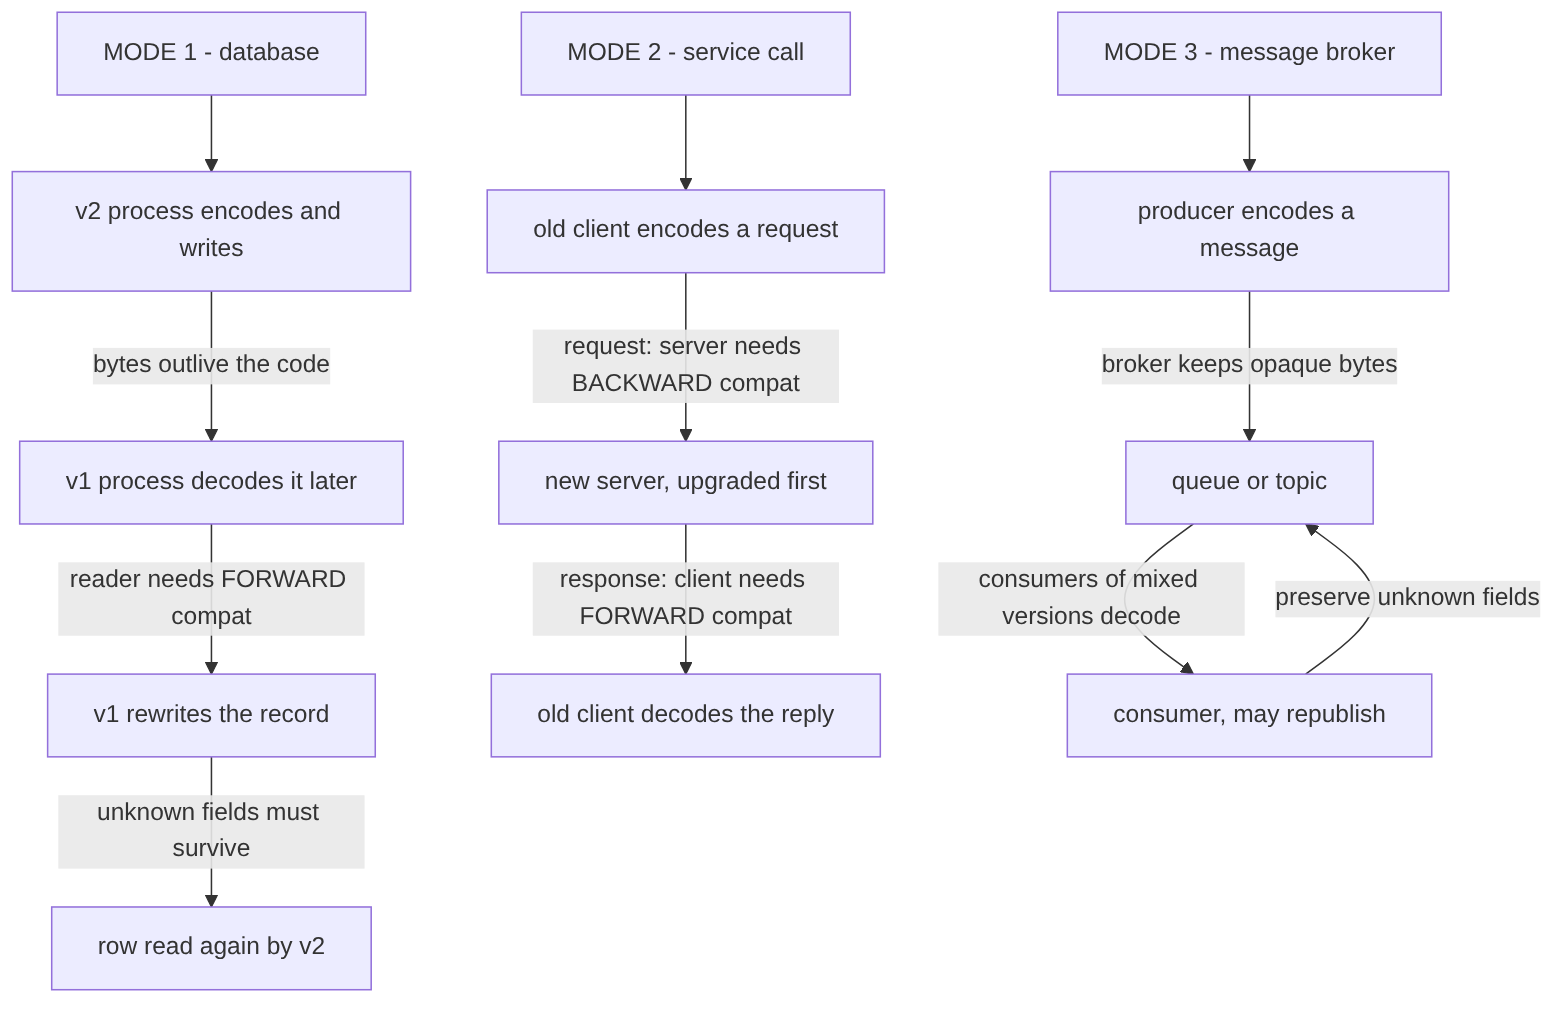 MODE 1 - database
v2 process encodes and
writes
bytes outlive the code
v1 process decodes it later
reader needs FORWARD
compat
v1 rewrites the record
unknown fields must
survive
row read again by v2
MODE 2 - service call
old client encodes a request
request: server needs
BACKWARD compat
new server, upgraded first
response: client needs
FORWARD compat
old client decodes the reply
MODE 3 - message broker
producer encodes a
message
broker keeps opaque bytes
queue or topic
consumers of mixed
versions decode
preserve unknown fields
consumer, may republish